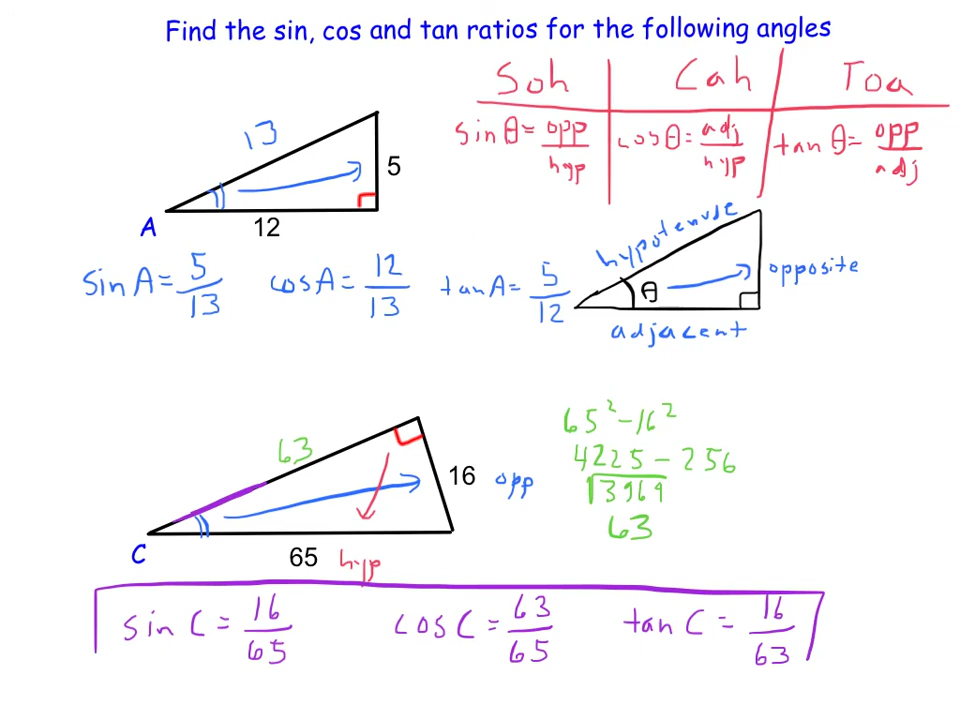 Find the sin, cos and tan ratios for the following angles
Soh Cah Toa
sin θ = opp/hyp cos θ = adj/hyp tan θ = opp/adj
13
5
A
12
sin A = 5/13 cos A = 12/13 tan A = 5/12
hypotenuse
θ
opposite
adjacent
63
16 opp
C
65 hyp
65² - 16²
4225 - 256
√3969
63
sin C = 16/65 cos C = 63/65 tan C = 16/63